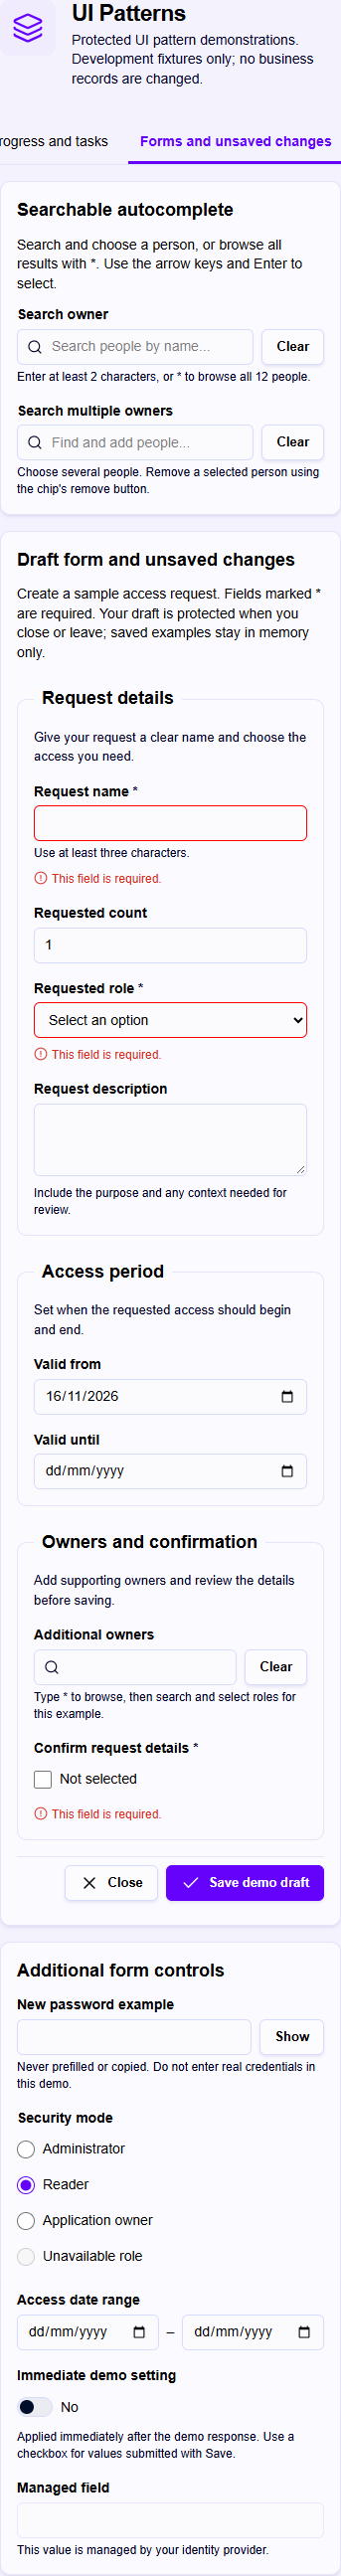 UI Patterns
Protected UI pattern demonstrations.
Development fixtures only; no business
records are changed.
rogress and tasks
Forms and unsaved changes
Searchable autocomplete
Search and choose a person, or browse all
results with *. Use the arrow keys and Enter to
select.
Search owner
Search people by name...
Clear
Enter at least 2 characters, or * to browse all 12 people.
Search multiple owners
Find and add people...
Clear
Choose several people. Remove a selected person using
the chip's remove button.
Draft form and unsaved changes
Create a sample access request. Fields marked *
are required. Your draft is protected when you
close or leave; saved examples stay in memory
only.
Request details
Give your request a clear name and choose the
access you need.
Request name *
Use at least three characters.
This field is required.
Requested count
1
Requested role *
Select an option
This field is required.
Request description
Include the purpose and any context needed for
review.
Access period
Set when the requested access should begin
and end.
Valid from
16/11/2026
Valid until
dd/mm/yyyy
Owners and confirmation
Add supporting owners and review the details
before saving.
Additional owners
Clear
Type * to browse, then search and select roles for
this example.
Confirm request details *
Not selected
This field is required.
Close
Save demo draft
Additional form controls
New password example
Show
Never prefilled or copied. Do not enter real credentials in
this demo.
Security mode
Administrator
Reader
Application owner
Unavailable role
Access date range
dd/mm/yyyy – dd/mm/yyyy
Immediate demo setting
No
Applied immediately after the demo response. Use a
checkbox for values submitted with Save.
Managed field
This value is managed by your identity provider.